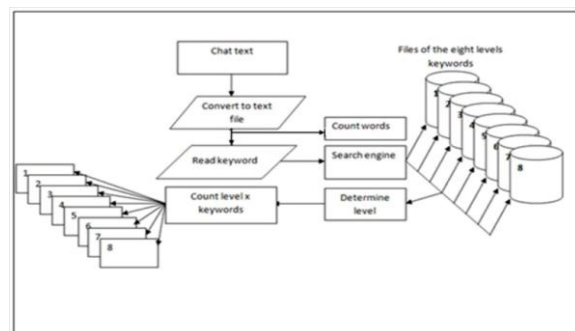 Chat text
Files of the eight levels
keywords
Convert to text
file
Count words
Read keyword
Search engine
Count level x
keywords
Determine
level
1
2
3
4
5
6
7
8
1
2
3
4
5
6
7
8